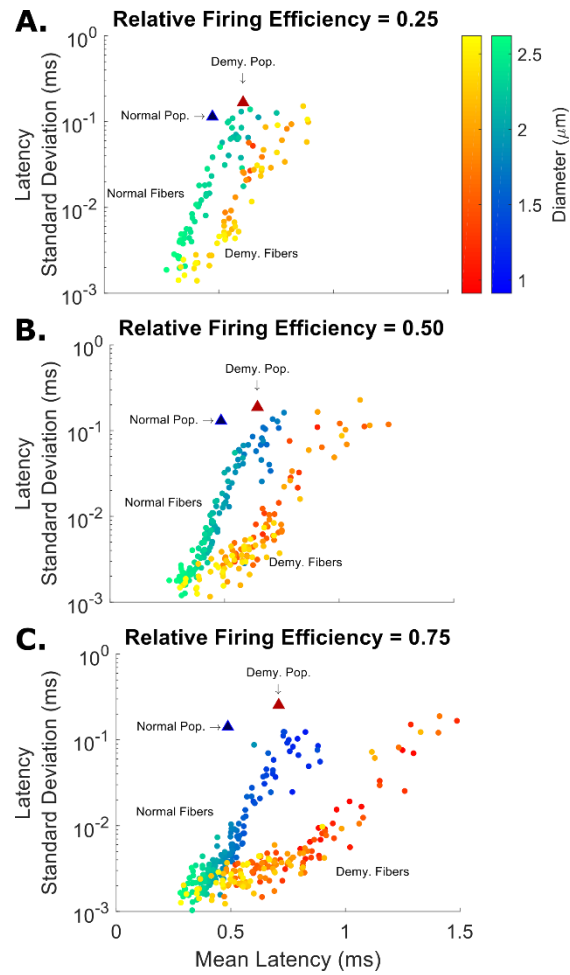 A.
Relative Firing Efficiency = 0.25
10^0
10^-1
10^-2
10^-3
Latency
Standard Deviation (ms)
Demy. Pop.
↓
Normal Pop. →
Normal Fibers
Demy. Fibers
2.5
2
1.5
1
Diameter (μm)
B.
Relative Firing Efficiency = 0.50
10^0
10^-1
10^-2
10^-3
Latency
Standard Deviation (ms)
Demy. Pop.
↓
Normal Pop. →
Normal Fibers
Demy. Fibers
C.
Relative Firing Efficiency = 0.75
10^0
10^-1
10^-2
10^-3
Latency
Standard Deviation (ms)
Demy. Pop.
↓
Normal Pop. →
Normal Fibers
Demy. Fibers
0 0.5 1 1.5
Mean Latency (ms)